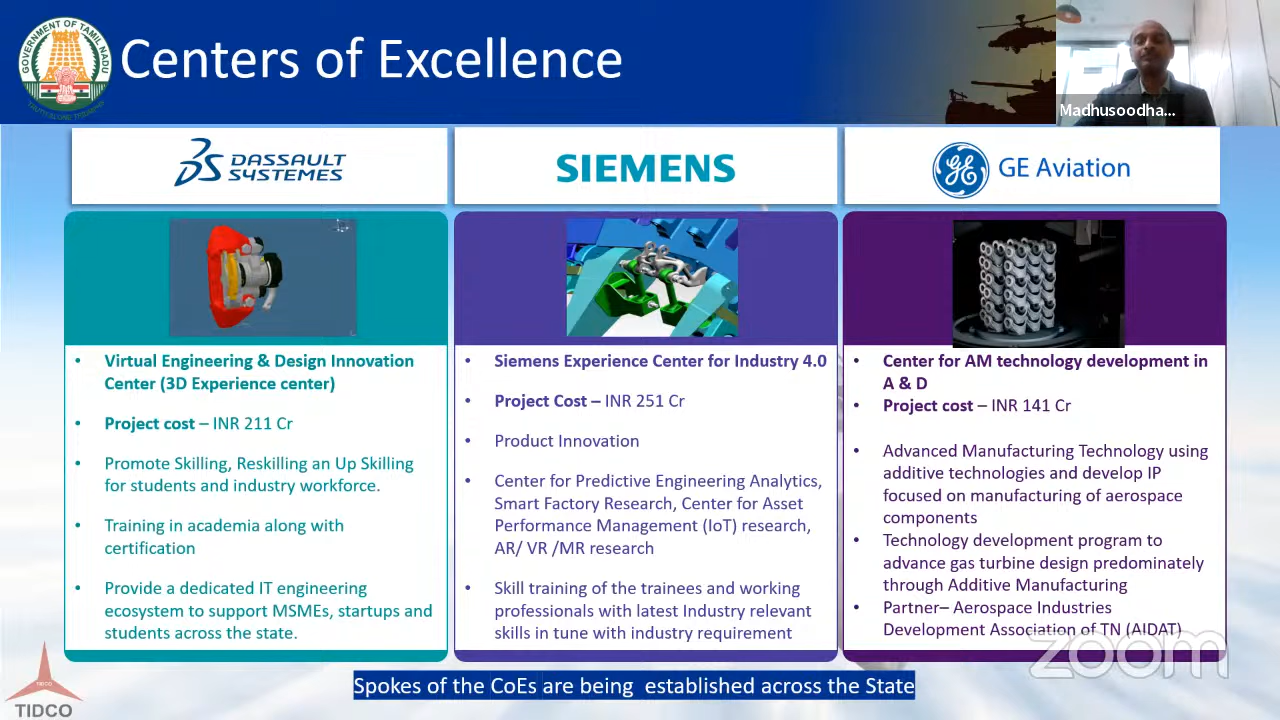 GOVERNMENT OF TAMIL NADU
Centers of Excellence
Madhusoodha...
DASSAULT
SYSTEMES
SIEMENS
GE Aviation
• Virtual Engineering & Design Innovation
Center (3D Experience center)
• Project cost – INR 211 Cr
• Promote Skilling, Reskilling an Up Skilling
for students and industry workforce.
• Training in academia along with
certification
• Provide a dedicated IT engineering
ecosystem to support MSMEs, startups and
students across the state.
• Siemens Experience Center for Industry 4.0
• Project Cost – INR 251 Cr
• Product Innovation
• Center for Predictive Engineering Analytics,
Smart Factory Research, Center for Asset
Performance Management (IoT) research,
AR/ VR /MR research
• Skill training of the trainees and working
professionals with latest Industry relevant
skills in tune with industry requirement
• Center for AM technology development in
A & D
• Project cost – INR 141 Cr
• Advanced Manufacturing Technology using
additive technologies and develop IP
focused on manufacturing of aerospace
components
• Technology development program to
advance gas turbine design predominately
through Additive Manufacturing
• Partner– Aerospace Industries
Development Association of TN (AIDAT)
zoom
Spokes of the CoEs are being established across the State
TIDCO
TIDCO